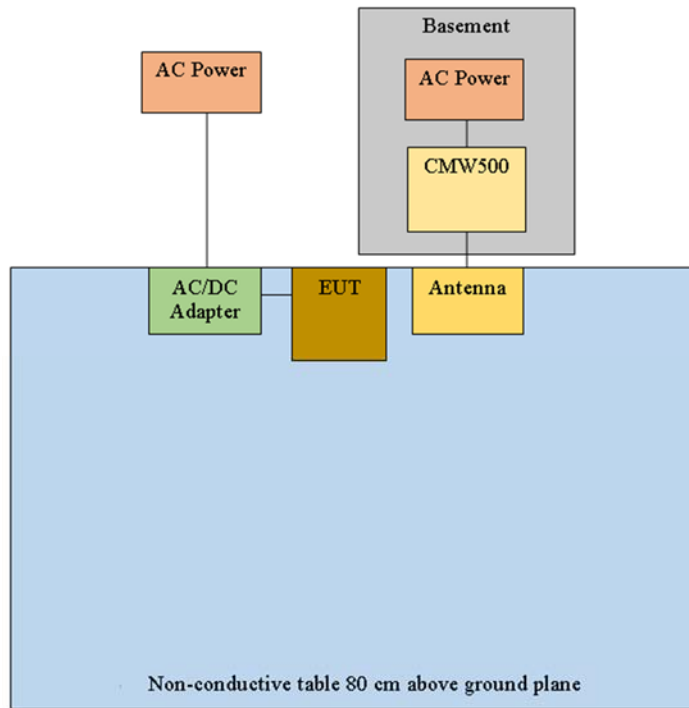 Basement
AC Power
AC Power
CMW500
AC/DC
Adapter
EUT
Antenna
Non-conductive table 80 cm above ground plane